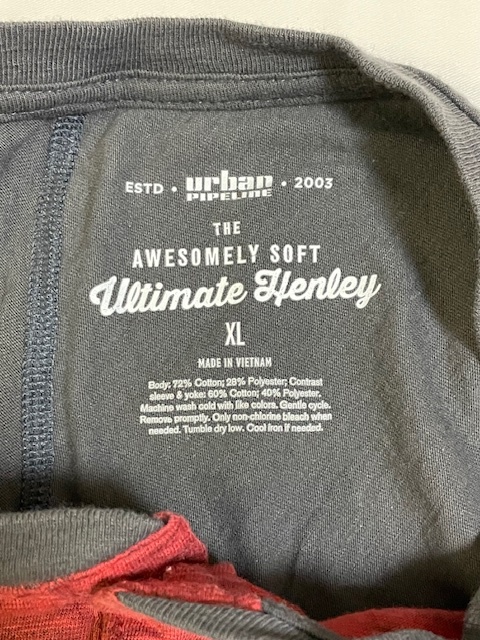 ESTD • urban PIPELINE • 2003
THE
AWESOMELY SOFT
Ultimate Henley
XL
MADE IN VIETNAM
Body: 72% Cotton; 28% Polyester; Contrast
sleeve & yoke: 60% Cotton; 40% Polyester.
Machine wash cold with like colors. Gentle cycle.
Remove promptly. Only non-chlorine bleach when
needed. Tumble dry low. Cool iron if needed.